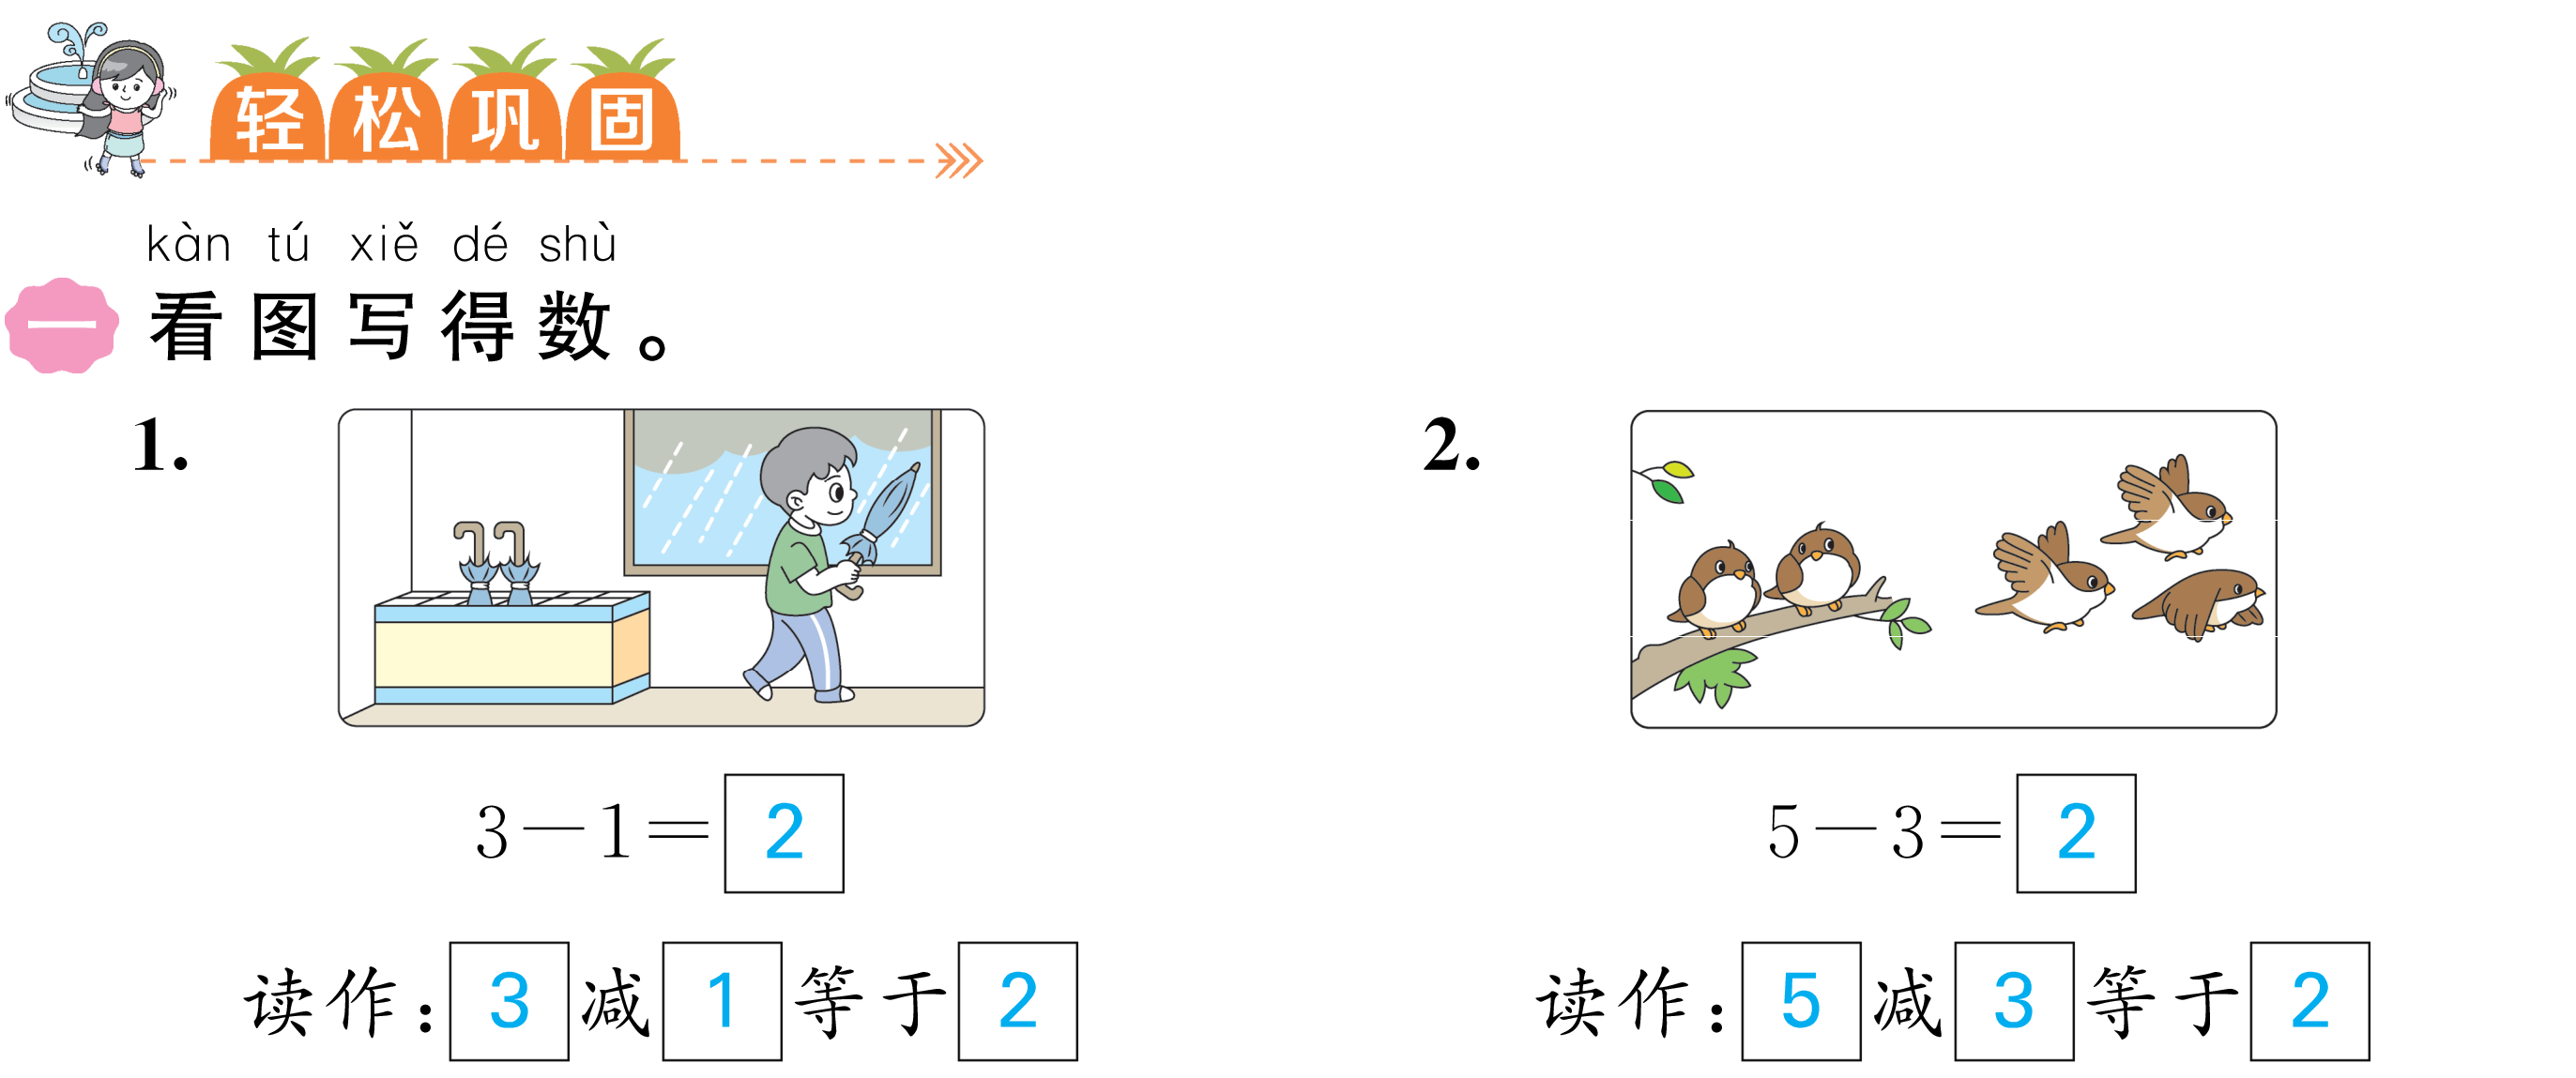 轻松巩固
kàn tú xiě dé shù
一 看图写得数。
1.
3－1＝2
读作：3减1等于2
2.
5－3＝2
读作：5减3等于2